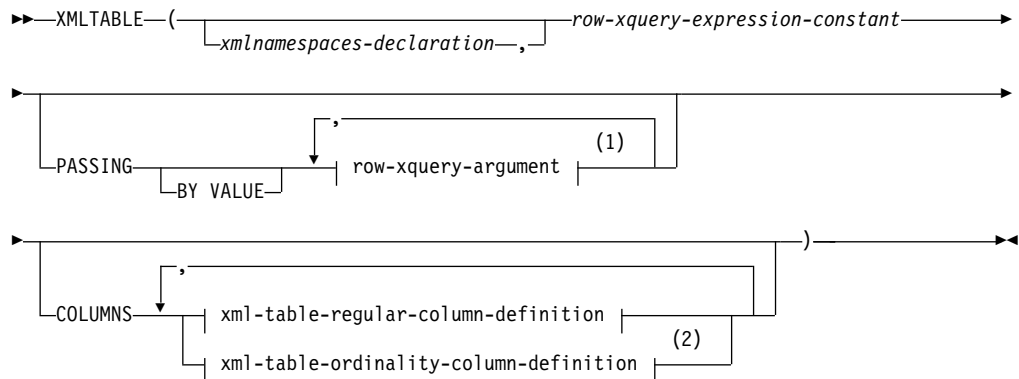 XMLTABLE ( row-xquery-expression-constant
xmlnamespaces-declaration ,
,
(1)
PASSING row-xquery-argument
BY VALUE
)
,
COLUMNS xml-table-regular-column-definition
(2)
xml-table-ordinality-column-definition